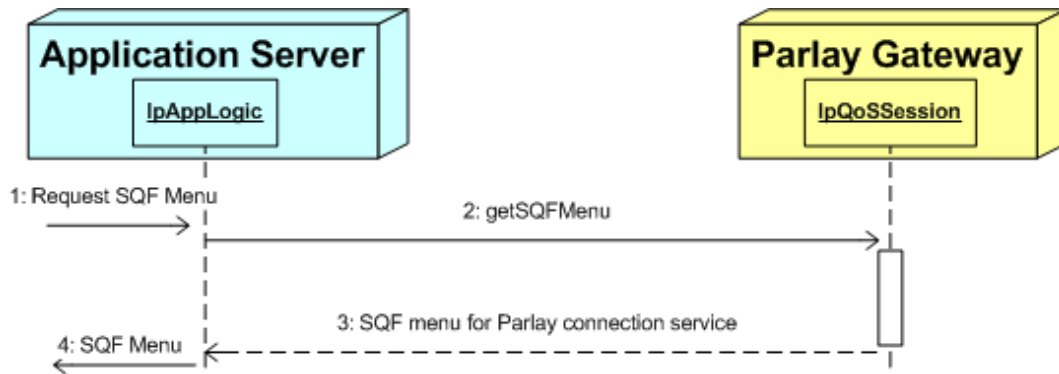 Application Server
IpAppLogic
Parlay Gateway
IpQoSSession
1: Request SQF Menu
2: getSQFMenu
3: SQF menu for Parlay connection service
4: SQF Menu